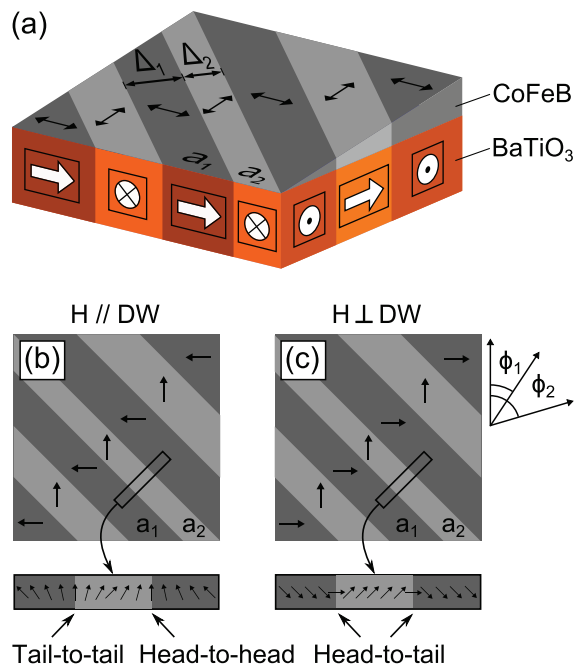 (a)
Δ₁
Δ₂
CoFeB
BaTiO₃
a₁
a₂
H // DW
H ⊥ DW
(b)
(c)
ϕ₁
ϕ₂
a₁
a₂
a₁
a₂
Tail-to-tail
Head-to-head
Head-to-tail